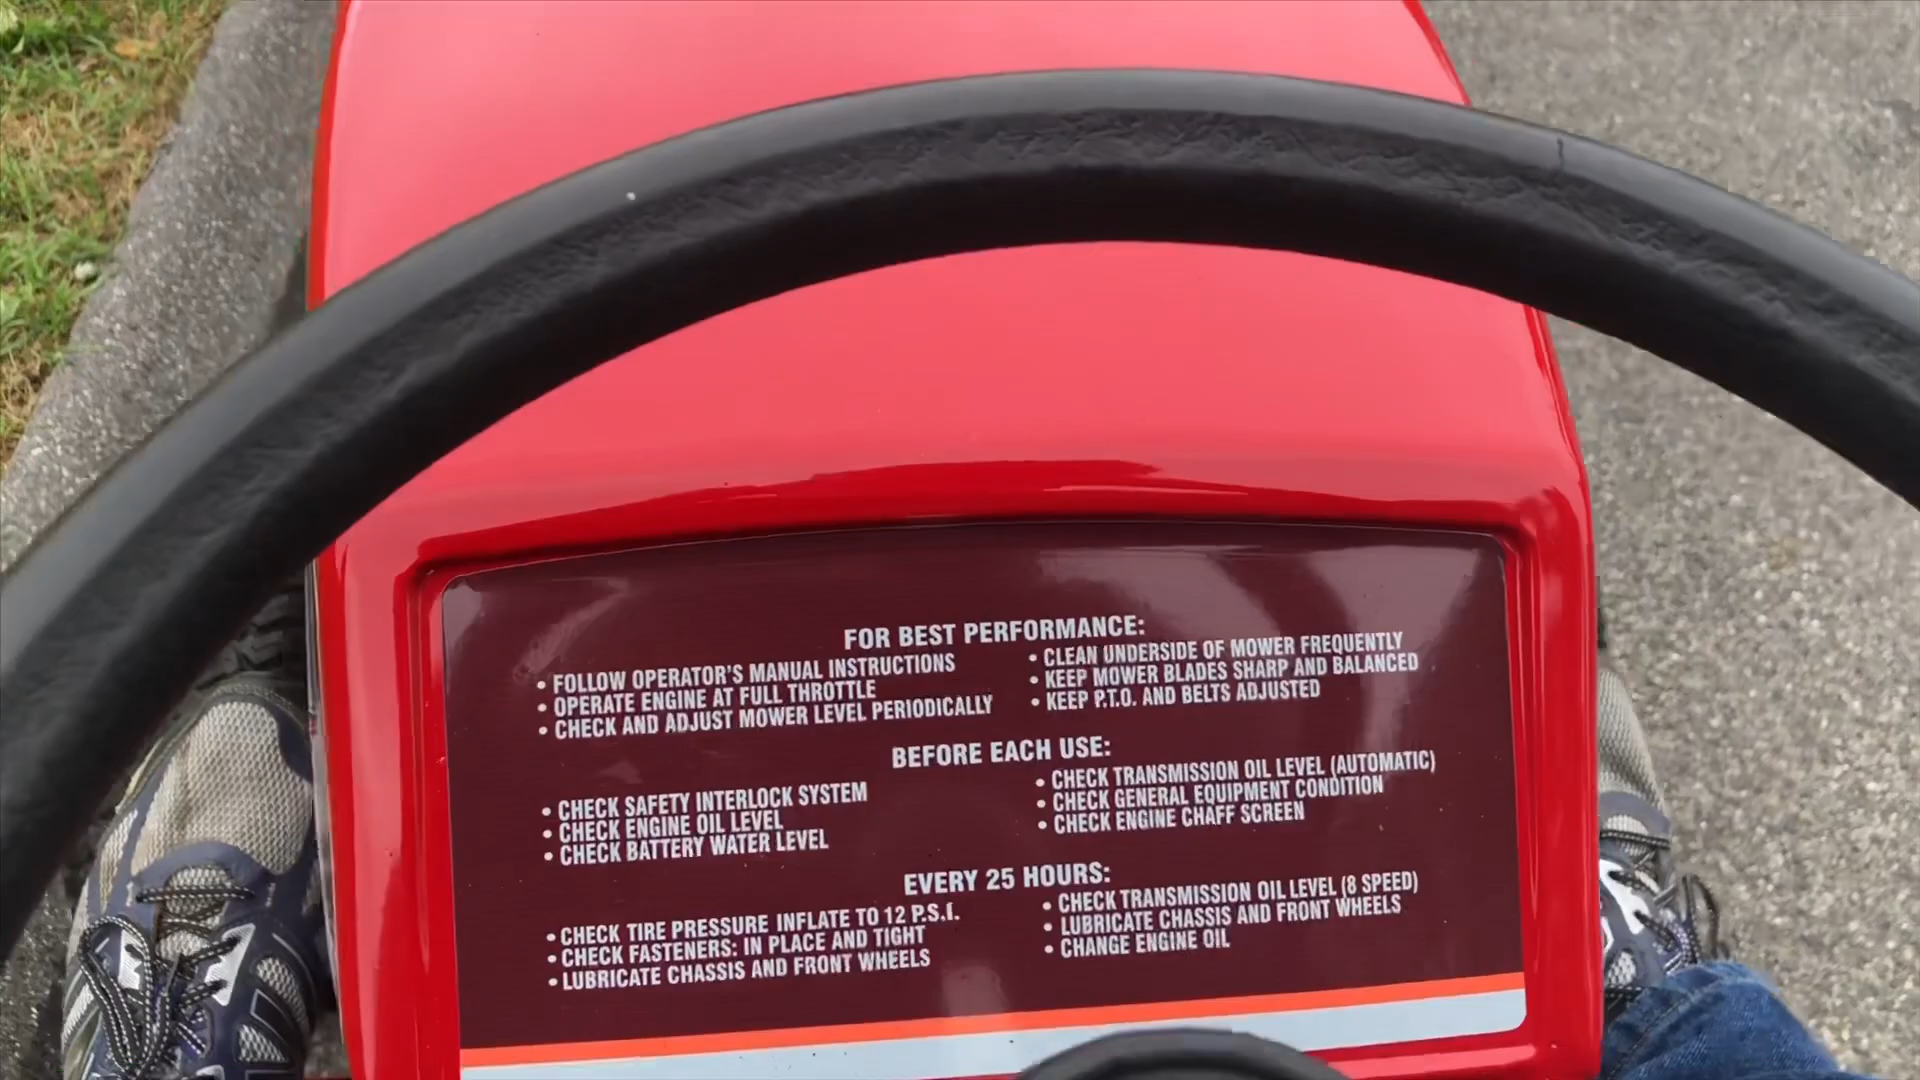 FOR BEST PERFORMANCE:
• FOLLOW OPERATOR'S MANUAL INSTRUCTIONS
• OPERATE ENGINE AT FULL THROTTLE
• CHECK AND ADJUST MOWER LEVEL PERIODICALLY
• CLEAN UNDERSIDE OF MOWER FREQUENTLY
• KEEP MOWER BLADES SHARP AND BALANCED
• KEEP P.T.O. AND BELTS ADJUSTED
BEFORE EACH USE:
• CHECK SAFETY INTERLOCK SYSTEM
• CHECK ENGINE OIL LEVEL
• CHECK BATTERY WATER LEVEL
• CHECK TRANSMISSION OIL LEVEL (AUTOMATIC)
• CHECK GENERAL EQUIPMENT CONDITION
• CHECK ENGINE CHAFF SCREEN
EVERY 25 HOURS:
• CHECK TIRE PRESSURE INFLATE TO 12 P.S.I.
• CHECK FASTENERS: IN PLACE AND TIGHT
• LUBRICATE CHASSIS AND FRONT WHEELS
• CHECK TRANSMISSION OIL LEVEL (8 SPEED)
• LUBRICATE CHASSIS AND FRONT WHEELS
• CHANGE ENGINE OIL